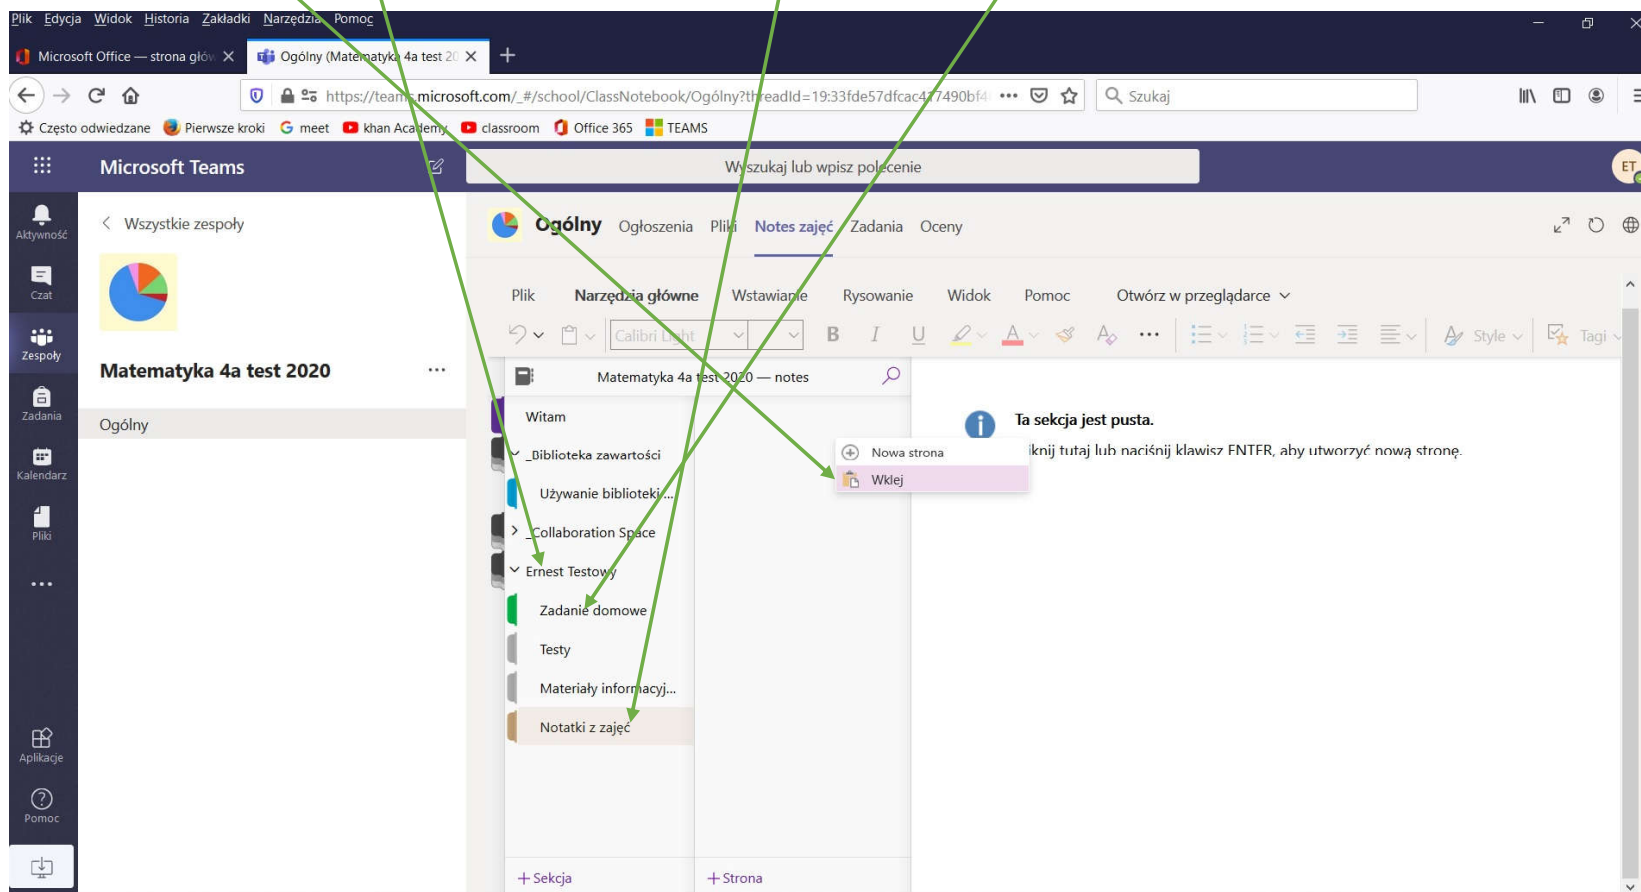 Plik Edycja Widok Historia Zakładki Narzędzia Pomoc
Microsoft Office — strona głów
Ogólny (Matematyka 4a test 20
https://teams.microsoft.com/_#/school/ClassNotebook/Ogólny?threadId=19:33fde57dfcac417490bf4
Szukaj
Często odwiedzane Pierwsze kroki meet khan Academy classroom Office 365 TEAMS
Microsoft Teams
Wyszukaj lub wpisz polecenie
ET
Aktywność
Czat
Zespoły
Zadania
Kalendarz
Pliki
Aplikacje
Pomoc
Wszystkie zespoły
Matematyka 4a test 2020
Ogólny
Ogólny Ogłoszenia Pliki Notes zajęć Zadania Oceny
Plik Narzędzia główne Wstawianie Rysowanie Widok Pomoc Otwórz w przeglądarce
Calibri Light B I U A A Style Tagi
Matematyka 4a test 2020 — notes
Witam
_Biblioteka zawartości
Używanie biblioteki ...
_Collaboration Space
Ernest Testowy
Zadanie domowe
Testy
Materiały informacyj...
Notatki z zajęć
+ Sekcja
+ Strona
Nowa strona
Wklej
Ta sekcja jest pusta.
iknij tutaj lub naciśnij klawisz ENTER, aby utworzyć nową stronę.